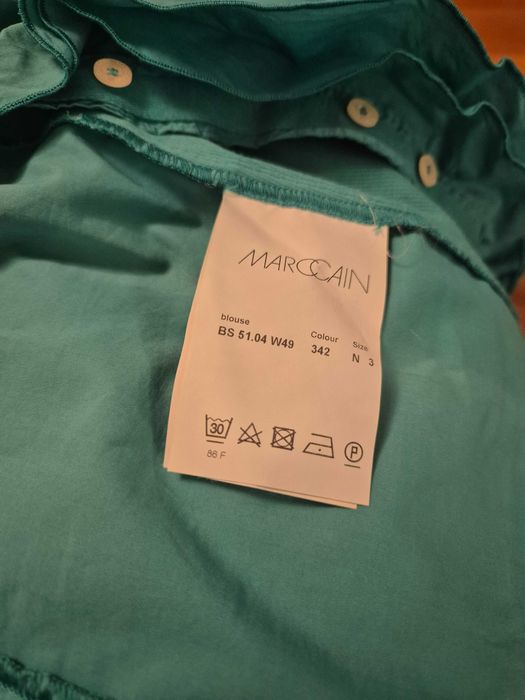 MARCCAIN
blouse Colour Size
BS 51.04 W49 342 N 3
30
86 F
P